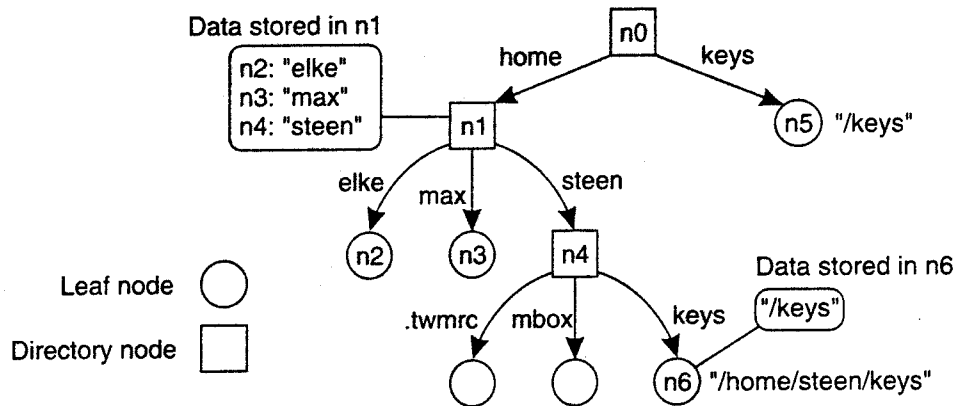 Data stored in n1
n2: "elke"
n3: "max"
n4: "steen"
n0
home
keys
n1
n5
"/keys"
elke
max
steen
n2
n3
n4
Leaf node
Directory node
Data stored in n6
"/keys"
.twmrc
mbox
keys
n6
"/home/steen/keys"